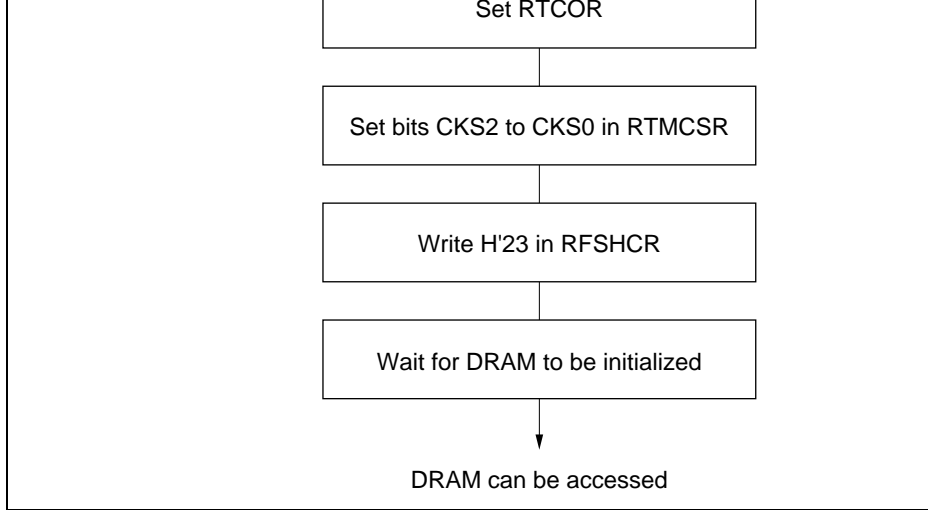 Set RTCOR
Set bits CKS2 to CKS0 in RTMCSR
Write H'23 in RFSHCR
Wait for DRAM to be initialized
DRAM can be accessed